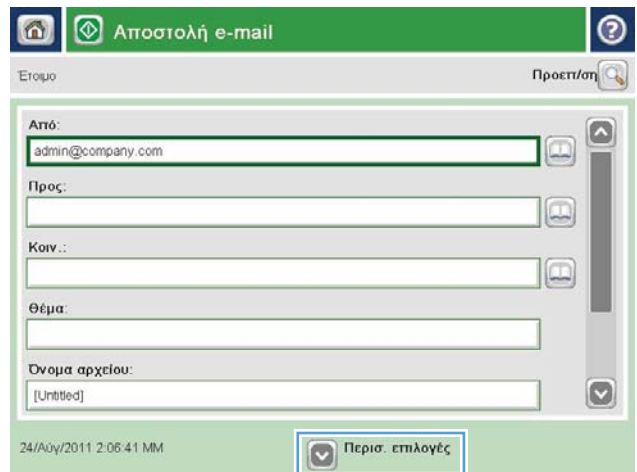 Αποστολή e-mail
Έτοιμο
Προεπ/ση
Από:
admin@company.com
Προς:
Κοιν.:
Θέμα:
Όνομα αρχείου:
[Untitled]
24/Αύγ/2011 2:06:41 ΜΜ
Περισ. επιλογές